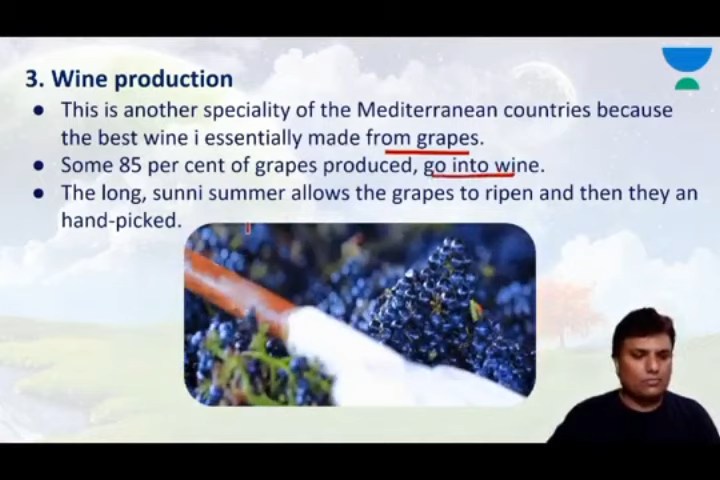 3. Wine production
● This is another speciality of the Mediterranean countries because
the best wine i essentially made from grapes.
● Some 85 per cent of grapes produced, go into wine.
● The long, sunni summer allows the grapes to ripen and then they an
hand-picked.